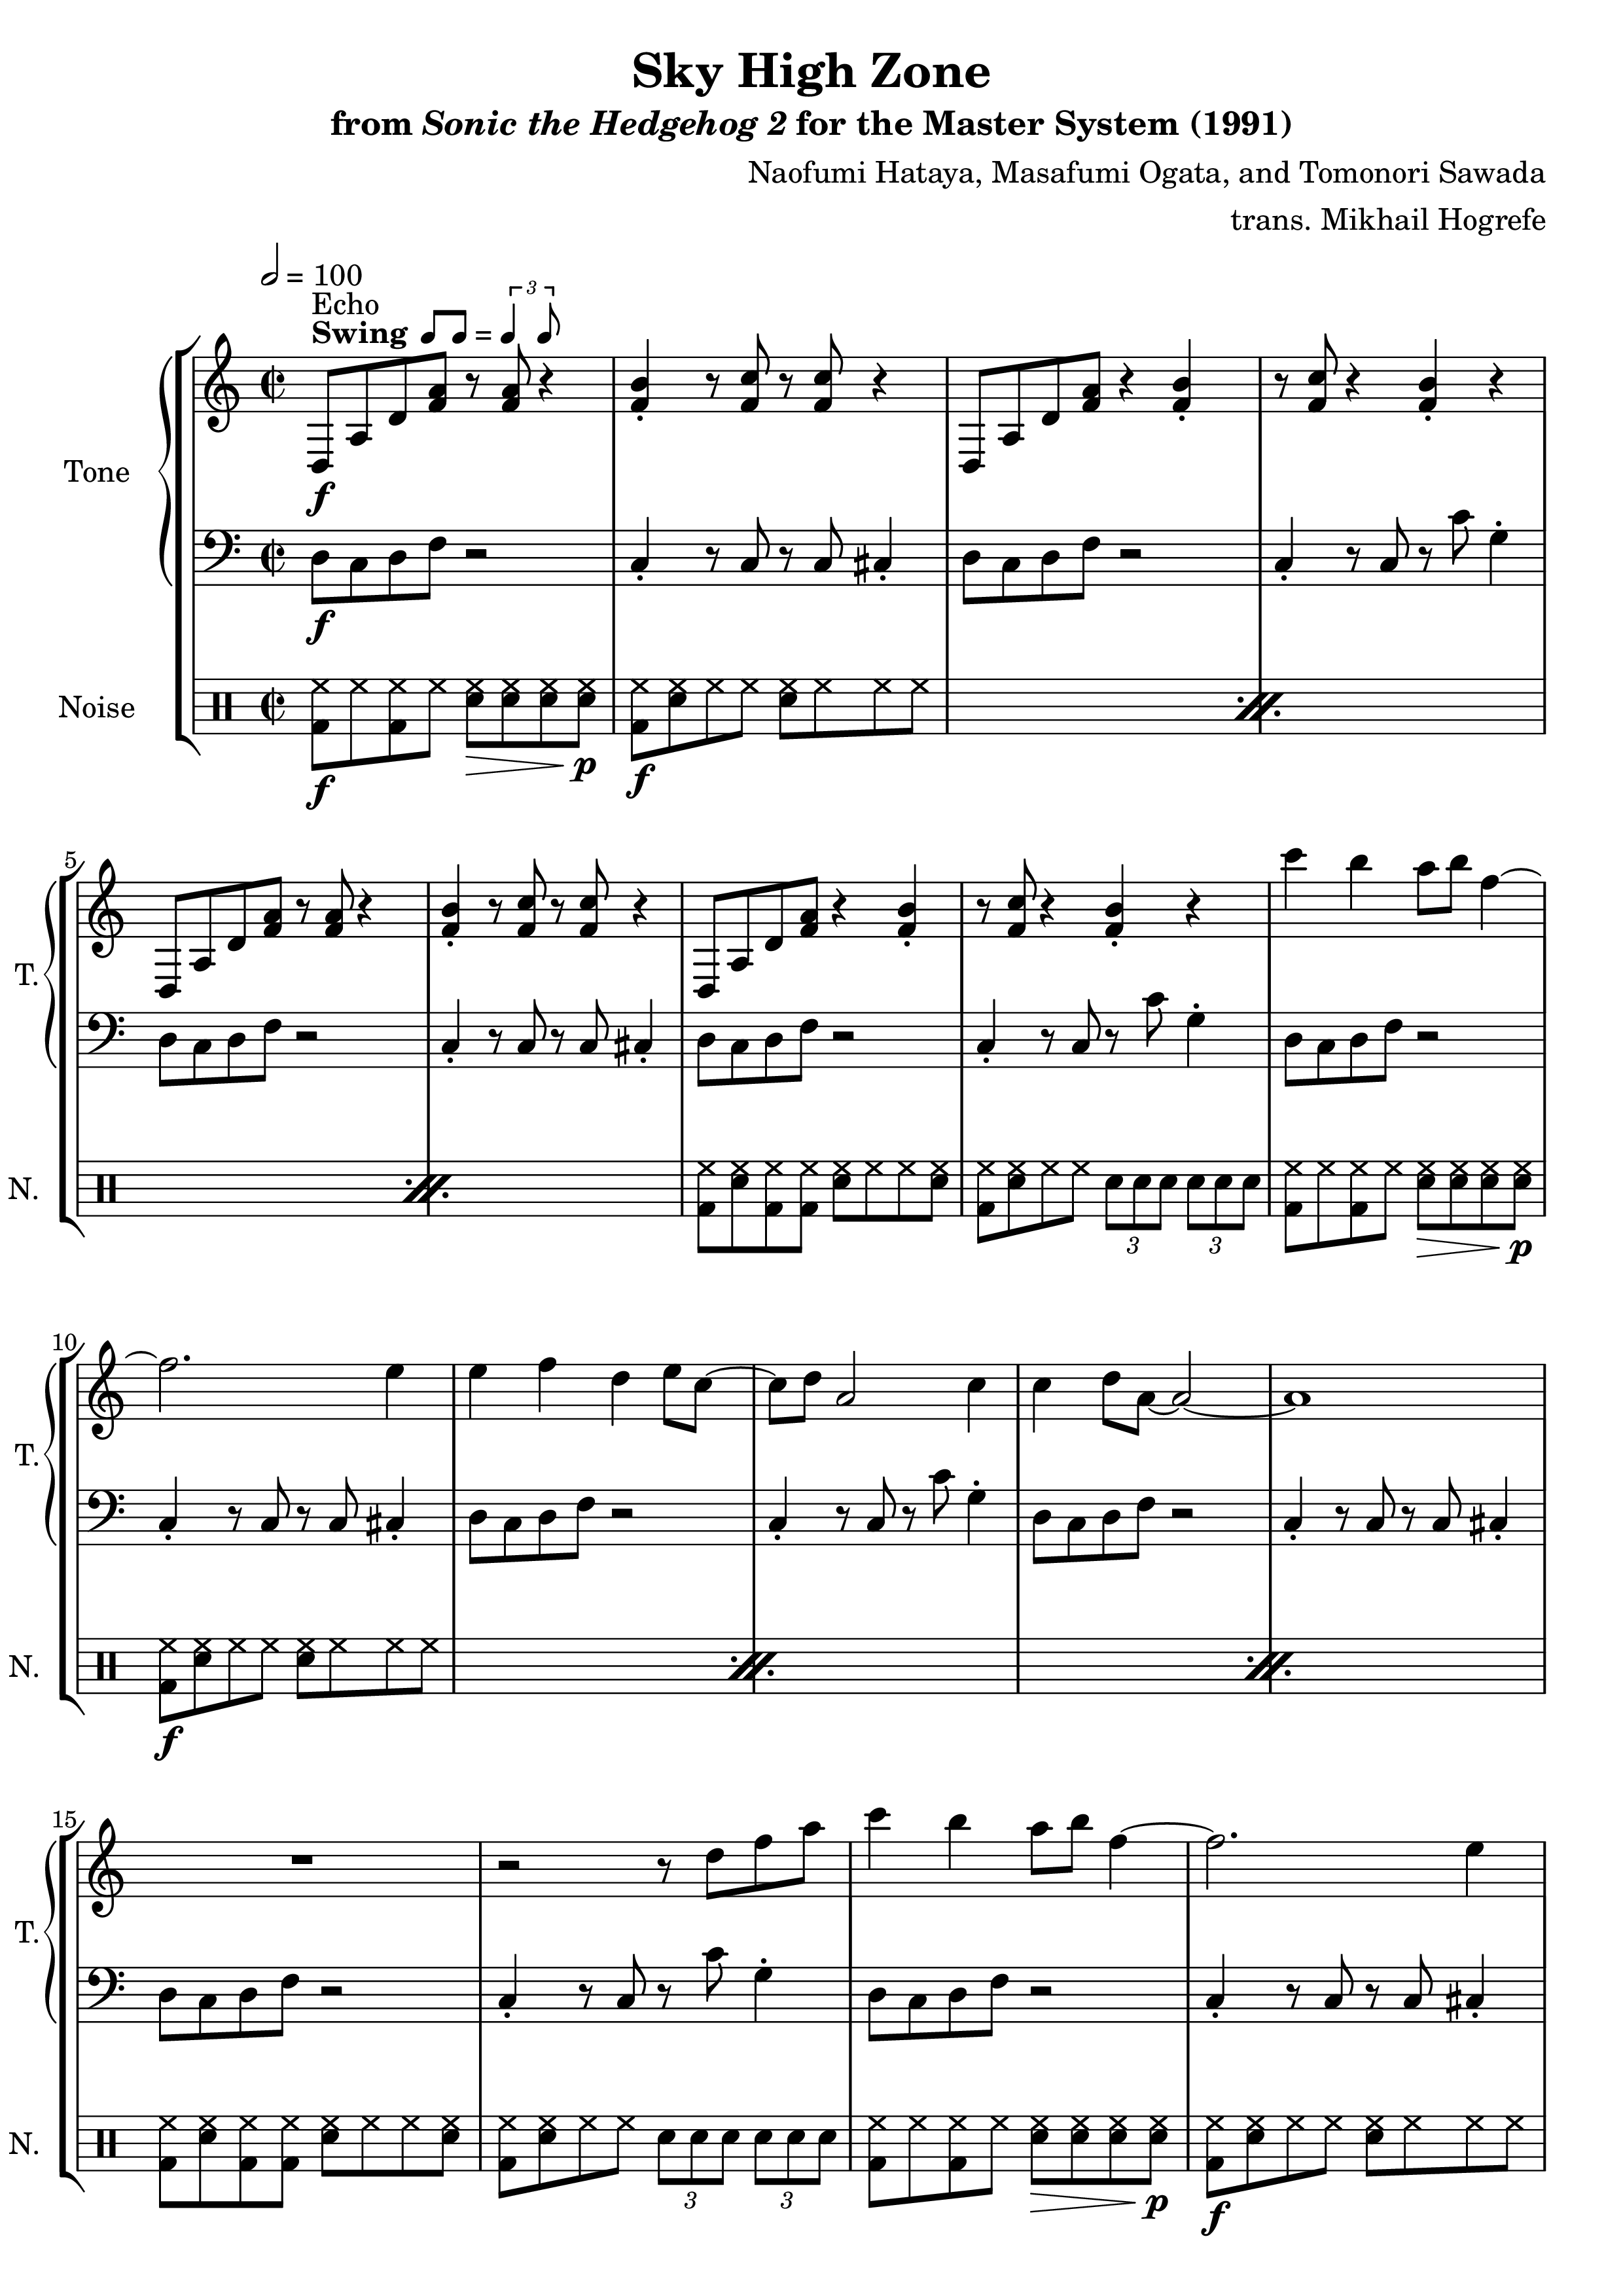 Sky High Zone
from Sonic the Hedgehog 2 for the Master System (1991)
Naofumi Hataya, Masafumi Ogata, and Tomonori Sawada
trans. Mikhail Hogrefe
= 100
Echo
Swing = 3
Tone
f
f
Noise
f p f
5
T.
N.
3 3 p
10
T.
N.
f
15
T.
N.
3 3 p f